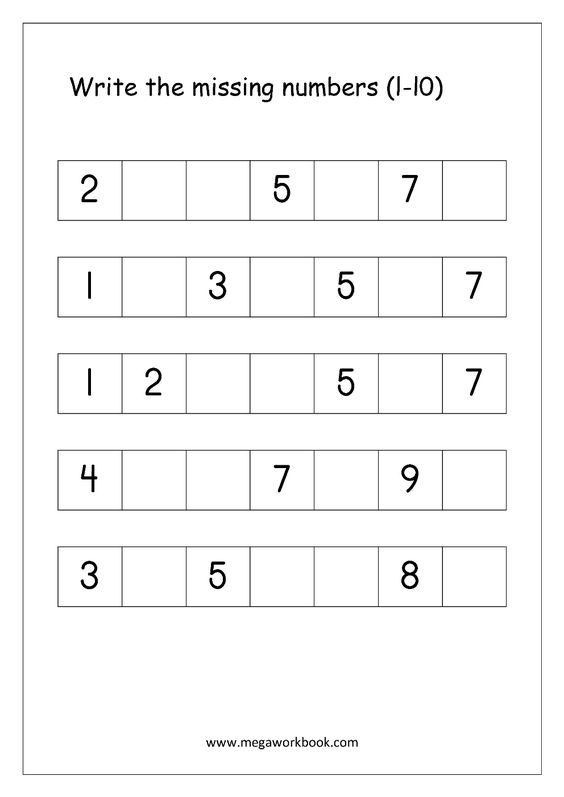 Write the missing numbers (1-10)
2 5 7
1 3 5 7
1 2 5 7
4 7 9
3 5 8
www.megaworkbook.com